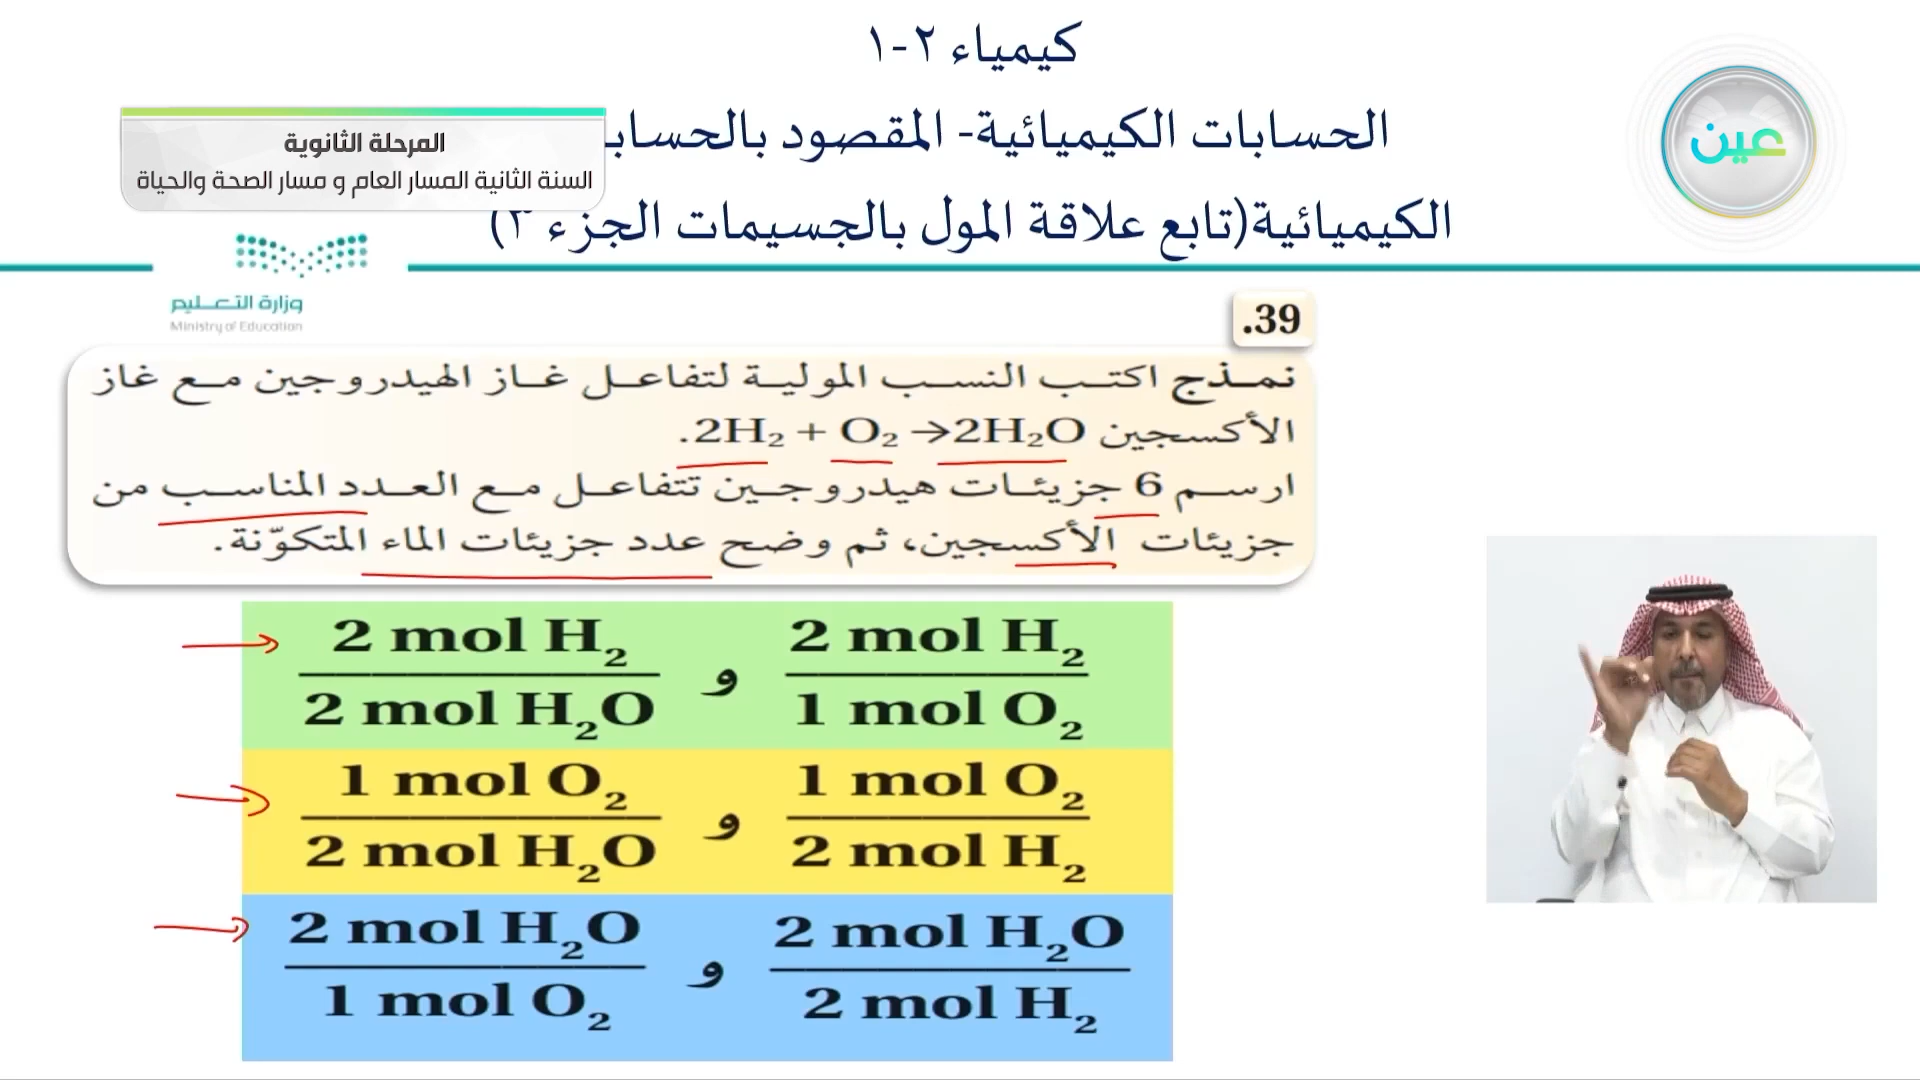 كيمياء ٢-١
الحسابات الكيميائية- المقصود بالحساب
الكيميائية(تابع علاقة المول بالجسيمات الجزء ٣)
المرحلة الثانوية
السنة الثانية المسار العام و مسار الصحة والحياة
عين
وزارة التعليم
Ministry of Education
.39
نمذج اكتب النسب المولية لتفاعل غاز الهيدروجين مع غاز
الأكسجين 2H₂ + O₂ →2H₂O.
ارسم 6 جزيئات هيدروجين تتفاعل مع العدد المناسب من
جزيئات الأكسجين، ثم وضح عدد جزيئات الماء المتكوّنة.
2 mol H₂ و 2 mol H₂
2 mol H₂O 1 mol O₂
1 mol O₂ و 1 mol O₂
2 mol H₂O 2 mol H₂
2 mol H₂O و 2 mol H₂O
1 mol O₂ 2 mol H₂